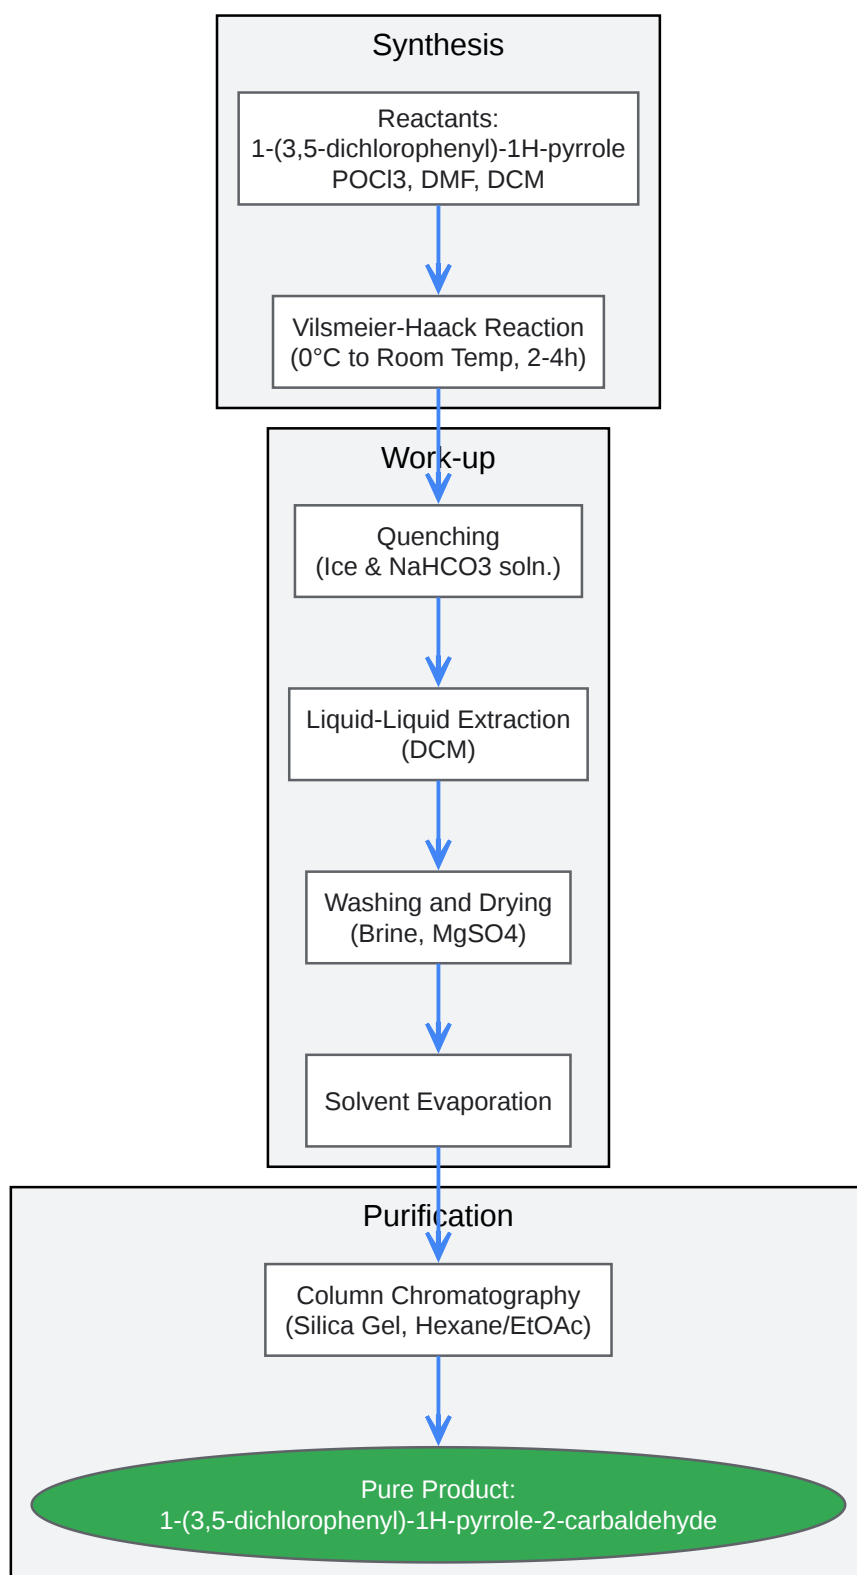 Synthesis
Reactants:
1-(3,5-dichlorophenyl)-1H-pyrrole
POCl3, DMF, DCM
Vilsmeier-Haack Reaction
(0°C to Room Temp, 2-4h)
Work-up
Quenching
(Ice & NaHCO3 soln.)
Liquid-Liquid Extraction
(DCM)
Washing and Drying
(Brine, MgSO4)
Solvent Evaporation
Purification
Column Chromatography
(Silica Gel, Hexane/EtOAc)
Pure Product:
1-(3,5-dichlorophenyl)-1H-pyrrole-2-carbaldehyde